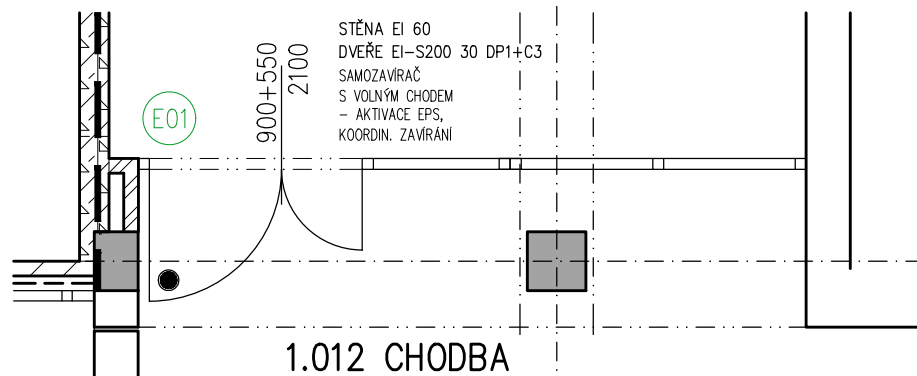 STĚNA EI 60
DVEŘE EI-S200 30 DP1+C3
SAMOZAVÍRAČ
S VOLNÝM CHODEM
- AKTIVACE EPS,
KOORDIN. ZAVÍRÁNÍ
900+550
2100
E01
1.012 CHODBA